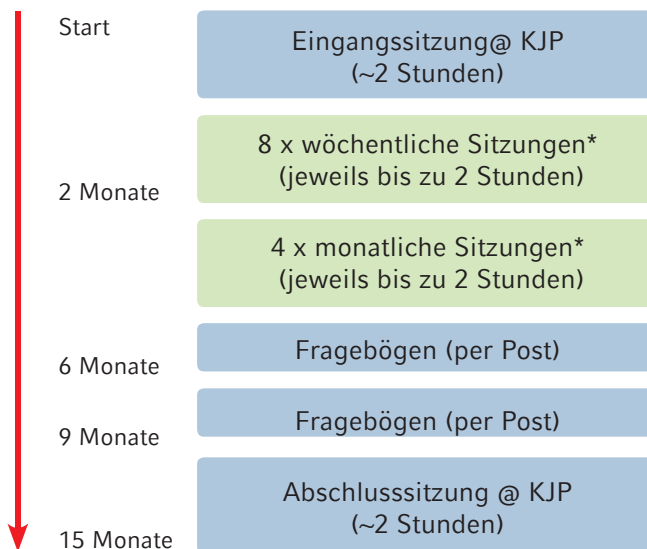 Start
Eingangssitzung@ KJP
(~2 Stunden)
8 x wöchentliche Sitzungen*
(jeweils bis zu 2 Stunden)
2 Monate
4 x monatliche Sitzungen*
(jeweils bis zu 2 Stunden)
Fragebögen (per Post)
6 Monate
Fragebögen (per Post)
9 Monate
Abschlusssitzung @ KJP
(~2 Stunden)
15 Monate